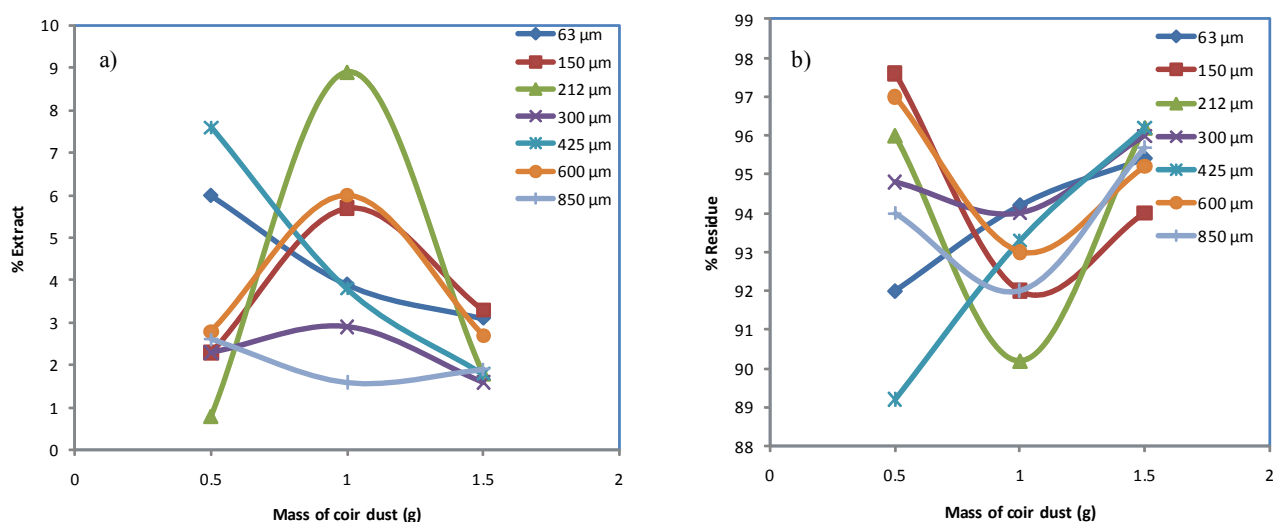 10
9
8
7
6
5
4
3
2
1
0
% Extract
a)
63 µm
150 µm
212 µm
300 µm
425 µm
600 µm
850 µm
0 0.5 1 1.5 2
Mass of coir dust (g)
99
98
97
96
95
94
93
92
91
90
89
88
% Residue
b)
63 µm
150 µm
212 µm
300 µm
425 µm
600 µm
850 µm
0 0.5 1 1.5 2
Mass of coir dust (g)